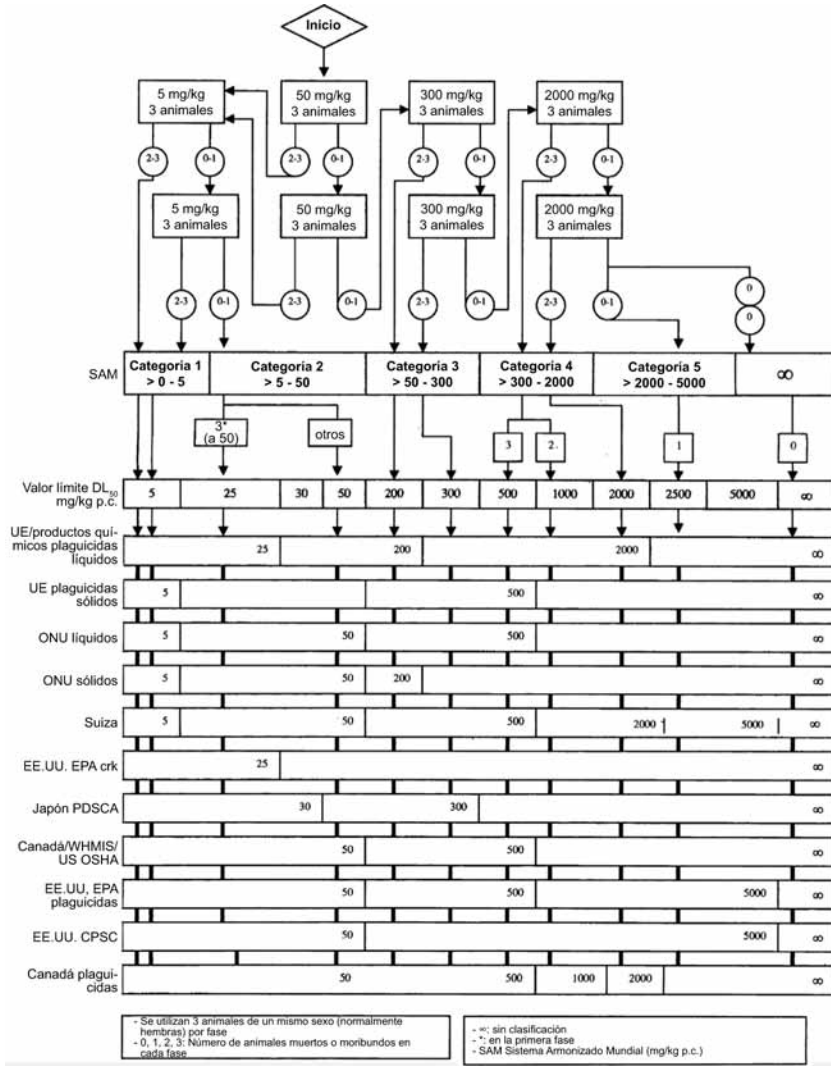 Inicio
5 mg/kg
3 animales
50 mg/kg
3 animales
300 mg/kg
3 animales
2000 mg/kg
3 animales
2-3
0-1
2-3
0-1
2-3
0-1
2-3
0-1
5 mg/kg
3 animales
50 mg/kg
3 animales
300 mg/kg
3 animales
2000 mg/kg
3 animales
2-3
0-1
2-3
0-1
2-3
0-1
2-3
0-1
0
0
SAM
Categoría 1
> 0 - 5
Categoría 2
> 5 - 50
Categoría 3
> 50 - 300
Categoría 4
> 300 - 2000
Categoría 5
> 2000 - 5000
∞
3*
(a 50)
otros
3
2.
1
0
Valor límite DL50
mg/kg p.c.
5 25 30 50 200 300 500 1000 2000 2500 5000 ∞
UE/productos quí-
micos plaguicidas
líquidos
25 200 2000 ∞
UE plaguicidas
sólidos
5 500 ∞
ONU líquidos
5 50 500 ∞
ONU sólidos
5 50 200 ∞
Suiza
5 50 500 2000 5000 ∞
EE.UU. EPA crk
25 ∞
Japón PDSCA
30 300 ∞
Canadá/WHMIS/
US OSHA
50 500 ∞
EE.UU, EPA
plaguicidas
50 500 5000 ∞
EE.UU. CPSC
50 5000 ∞
Canadá plagui-
cidas
50 500 1000 2000 ∞
- Se utilizan 3 animales de un mismo sexo (normalmente
hembras) por fase
- 0, 1, 2, 3: Número de animales muertos o moribundos en
cada fase
- ∞: sin clasificación
- *: en la primera fase
- SAM Sistema Armonizado Mundial (mg/kg p.c.)